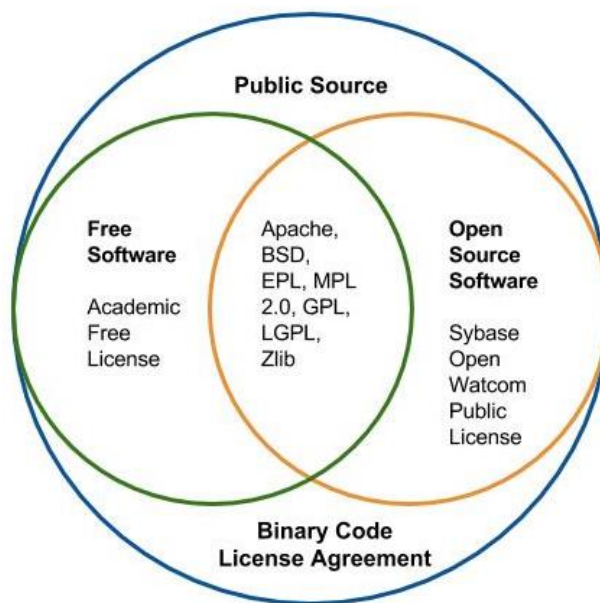 Public Source
Free
Software
Academic
Free
License
Apache,
BSD,
EPL, MPL
2.0, GPL,
LGPL,
Zlib
Open
Source
Software
Sybase
Open
Watcom
Public
License
Binary Code
License Agreement